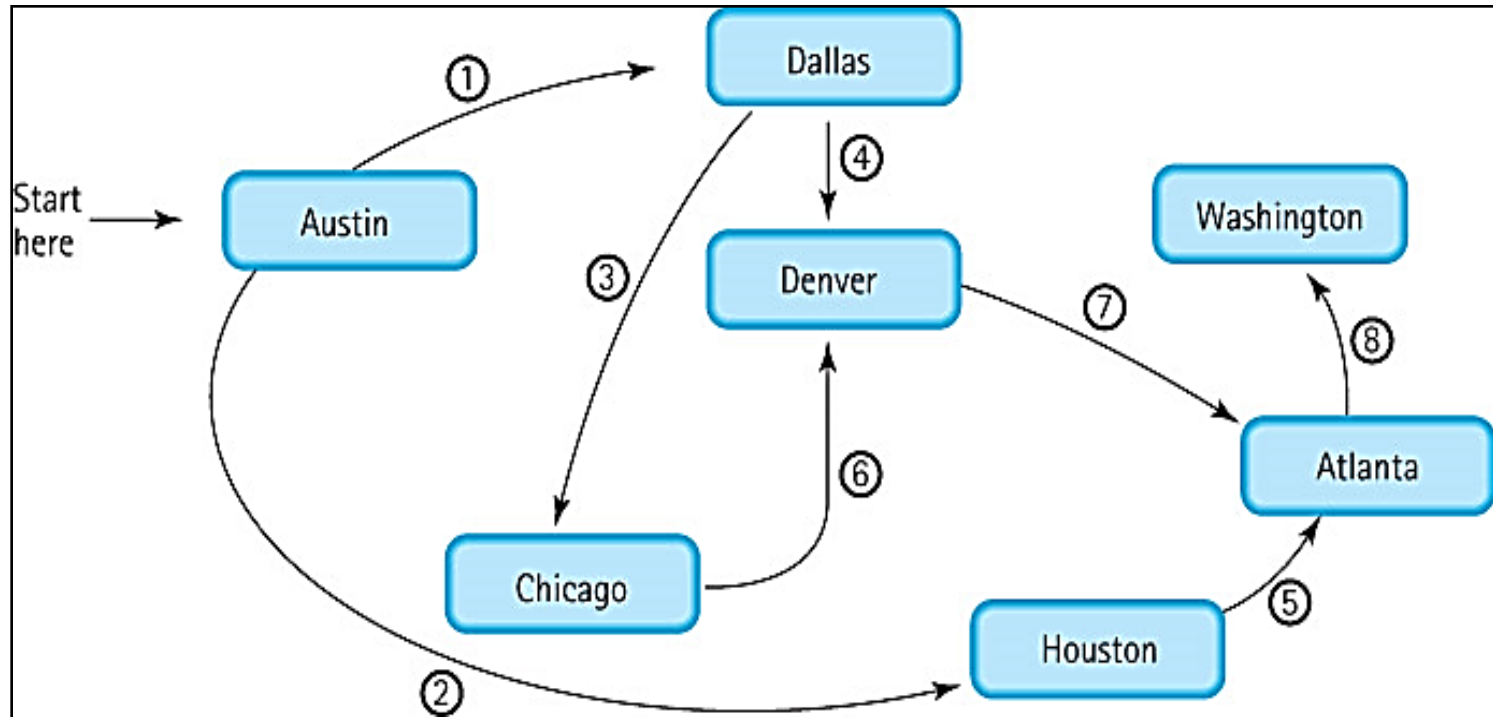 Dallas
①
④
Start
here
Austin
Washington
③
Denver
⑦
⑧
⑥
Atlanta
Chicago
⑤
Houston
②